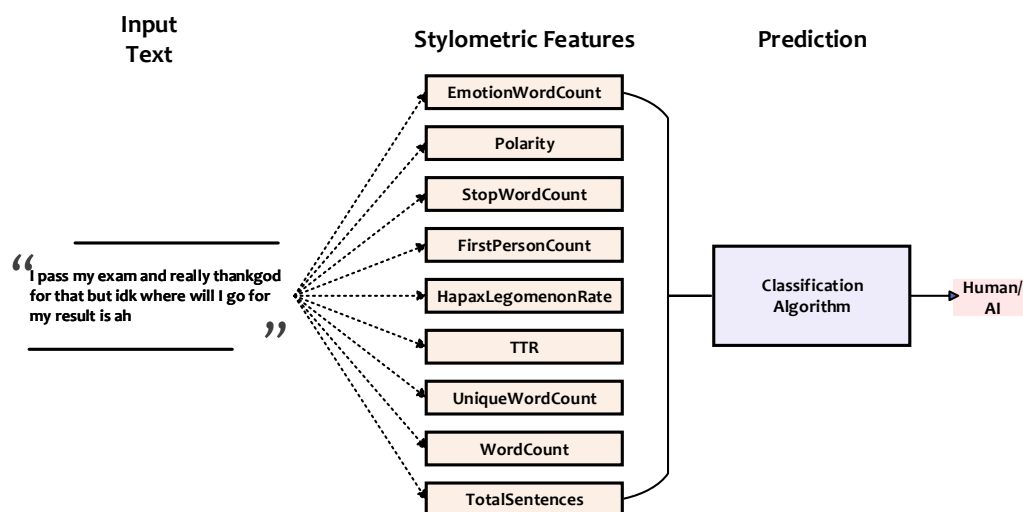 Input
Text
Stylometric Features
Prediction
“
I pass my exam and really thankgod
for that but idk where will I go for
my result is ah
”
EmotionWordCount
Polarity
StopWordCount
FirstPersonCount
HapaxLegomenonRate
TTR
UniqueWordCount
WordCount
TotalSentences
Classification
Algorithm
Human/
AI